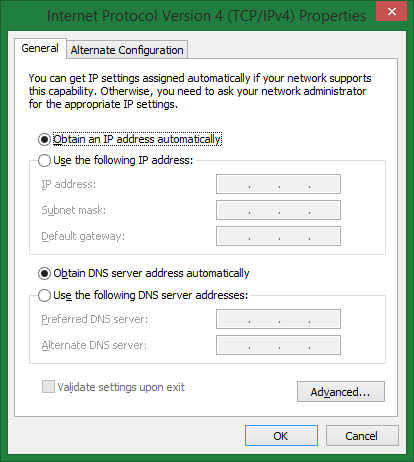 Internet Protocol Version 4 (TCP/IPv4) Properties
General
Alternate Configuration
You can get IP settings assigned automatically if your network supports
this capability. Otherwise, you need to ask your network administrator
for the appropriate IP settings.
Obtain an IP address automatically
Use the following IP address:
IP address:
Subnet mask:
Default gateway:
Obtain DNS server address automatically
Use the following DNS server addresses:
Preferred DNS server:
Alternate DNS server:
Validate settings upon exit
Advanced...
OK
Cancel